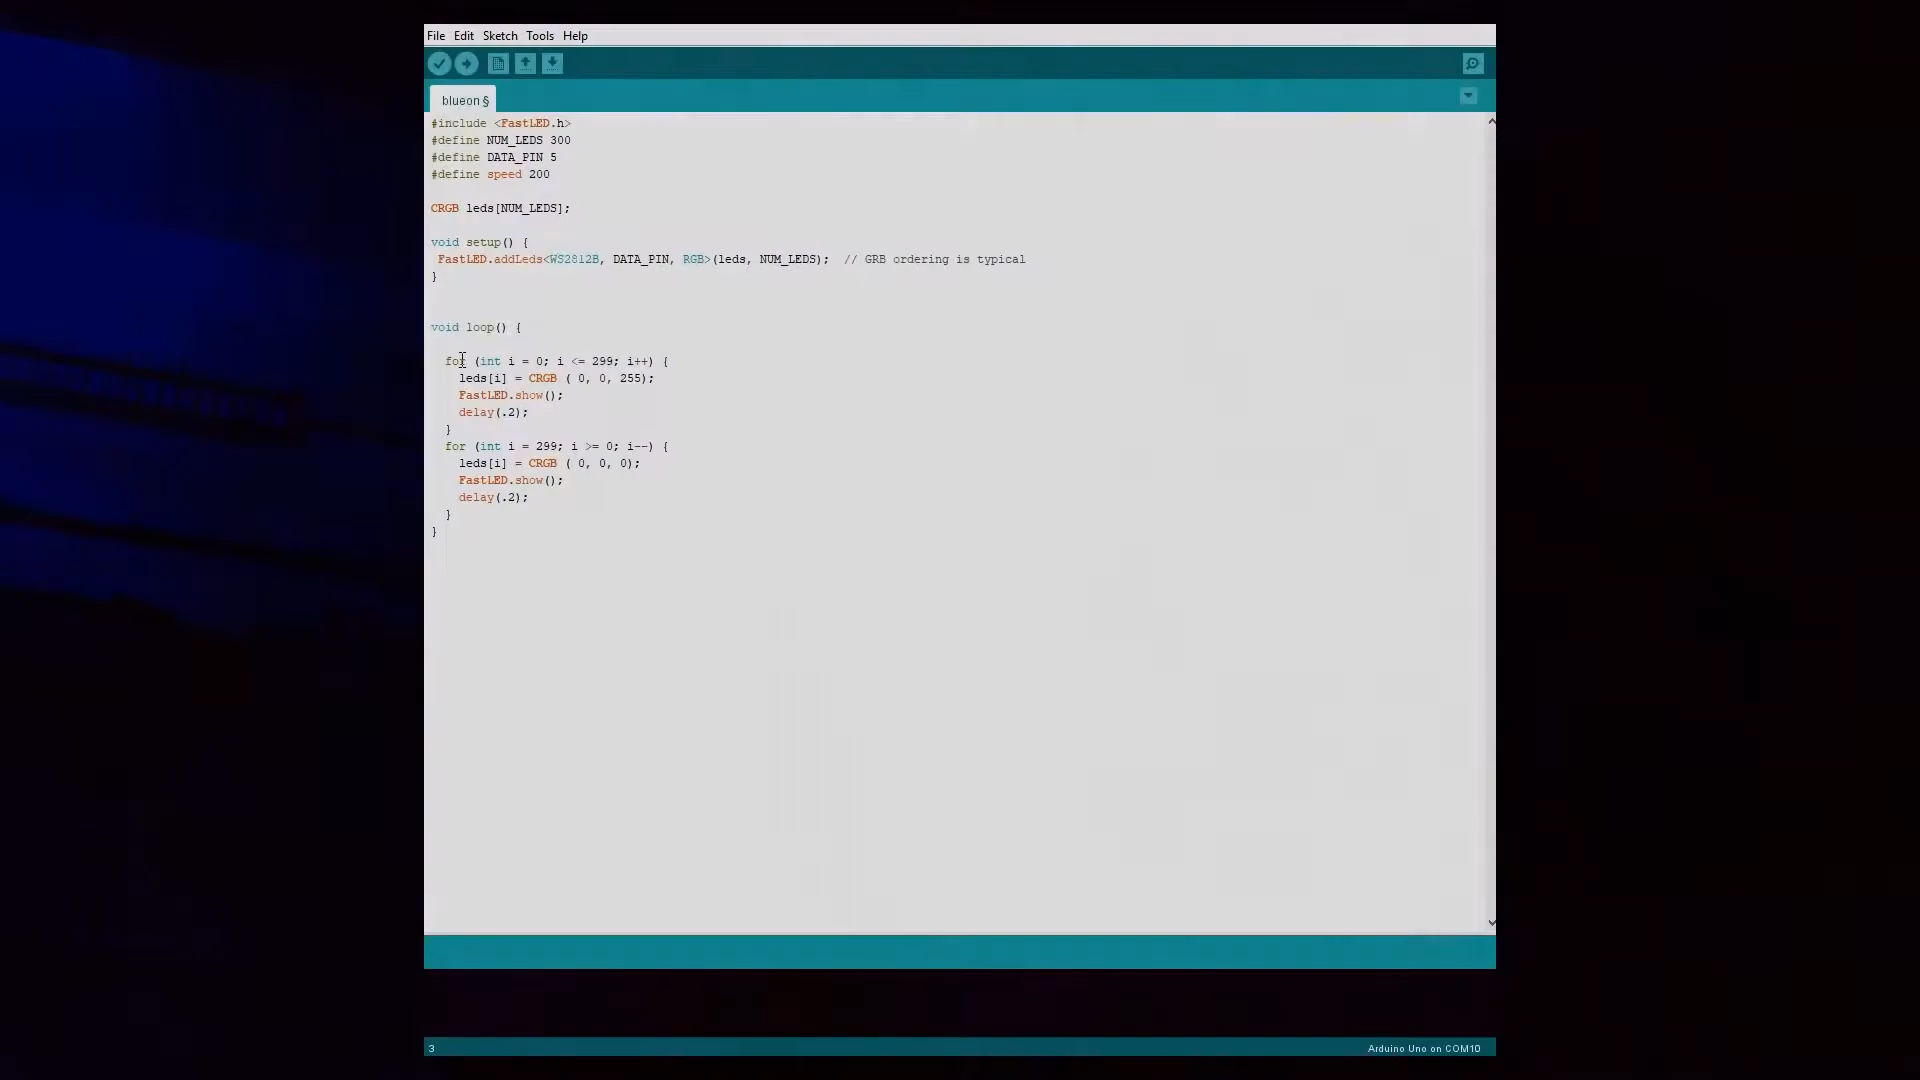 File Edit Sketch Tools Help
blueon §
#include <FastLED.h>
#define NUM_LEDS 300
#define DATA_PIN 5
#define speed 200
CRGB leds[NUM_LEDS];
void setup() {
FastLED.addLeds<WS2812B, DATA_PIN, RGB>(leds, NUM_LEDS);  // GRB ordering is typical
}
void loop() {
for (int i = 0; i <= 299; i++) {
leds[i] = CRGB ( 0, 0, 255);
FastLED.show();
delay(.2);
}
for (int i = 299; i >= 0; i--) {
leds[i] = CRGB ( 0, 0, 0);
FastLED.show();
delay(.2);
}
}
3
Arduino Uno on COM10